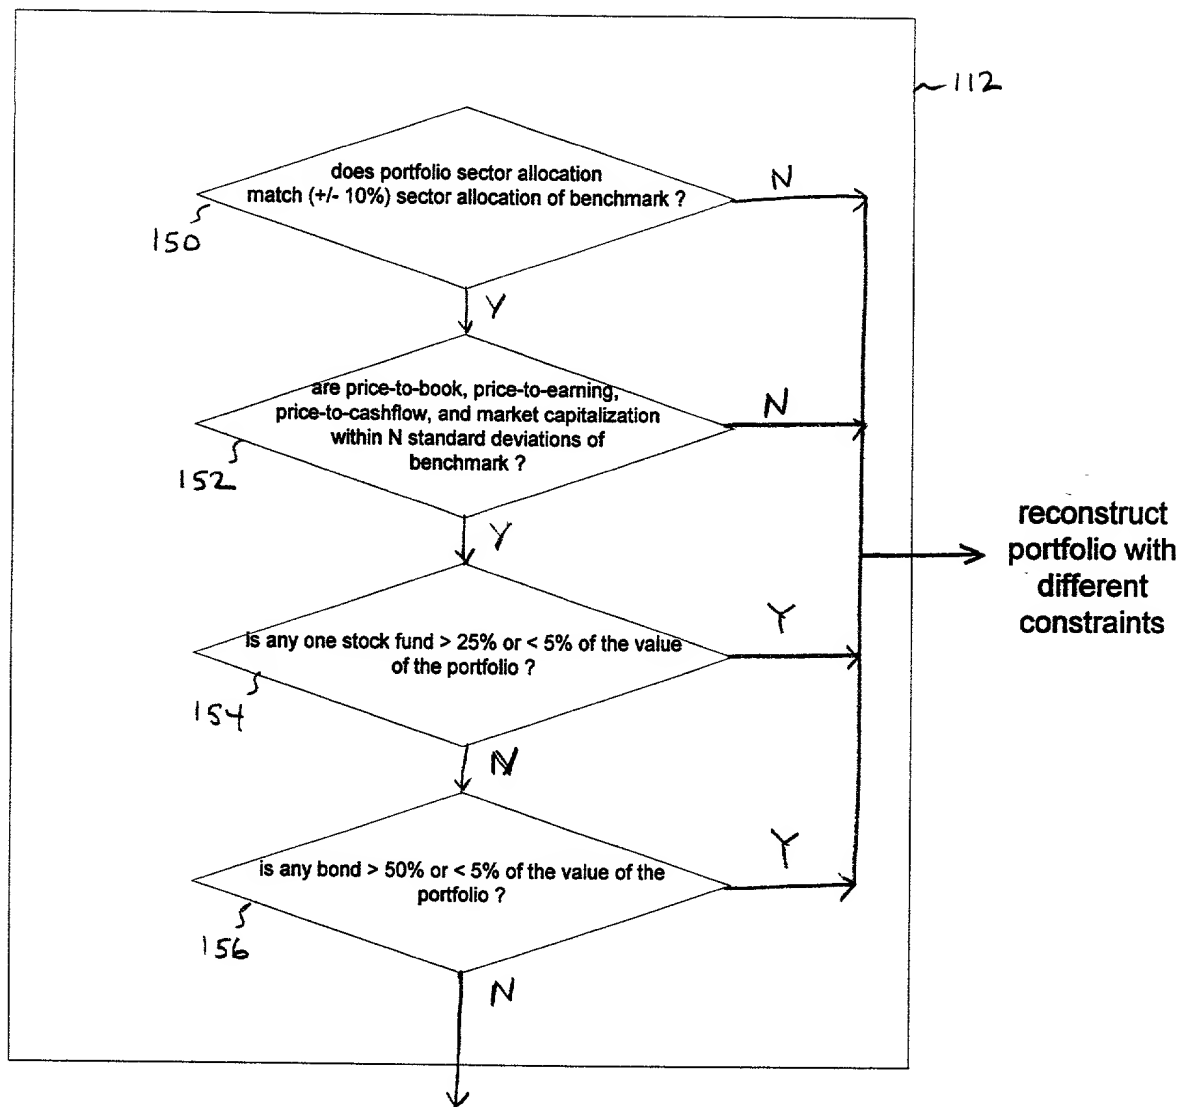 112
does portfolio sector allocation
match (+/- 10%) sector allocation of benchmark ?
N
150
Y
are price-to-book, price-to-earning,
price-to-cashflow, and market capitalization
within N standard deviations of
benchmark ?
N
152
Y
reconstruct
portfolio with
different
constraints
is any one stock fund > 25% or < 5% of the value
of the portfolio ?
Y
154
N
is any bond > 50% or < 5% of the value of the
portfolio ?
Y
156
N